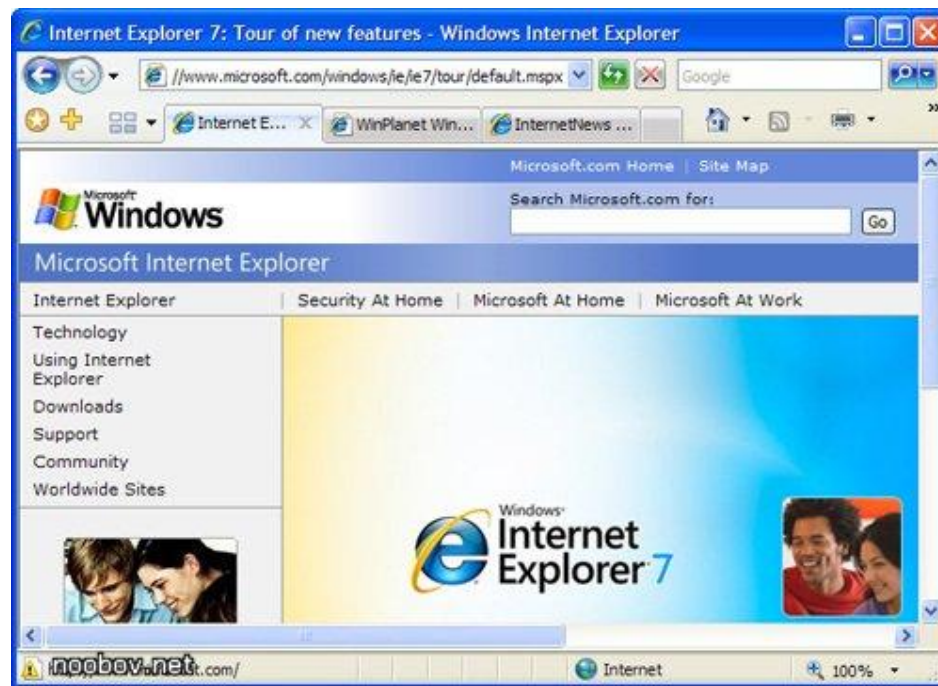 Internet Explorer 7: Tour of new features - Windows Internet Explorer
//www.microsoft.com/windows/ie/ie7/tour/default.mspx Google
Internet E... WinPlanet Win... InternetNews ...
Microsoft.com Home | Site Map
Microsoft
Windows
Search Microsoft.com for:
Go
Microsoft Internet Explorer
Internet Explorer | Security At Home | Microsoft At Home | Microsoft At Work
Technology
Using Internet
Explorer
Downloads
Support
Community
Worldwide Sites
Windows
Internet
Explorer 7
noobov.net .com/ Internet 100%